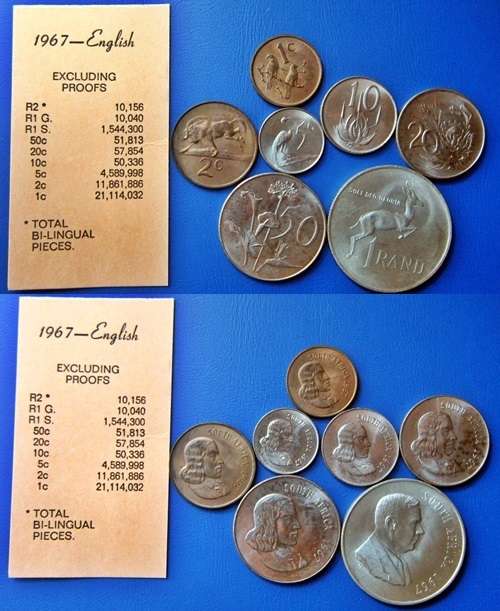 1967—English
EXCLUDING
PROOFS
R2 * 10,156
R1 G. 10,040
R1 S. 1,544,300
50c 51,813
20c 57,854
10c 50,336
5c 4,589,998
2c 11,861,886
1c 21,114,032
* TOTAL
BI-LINGUAL
PIECES.
1c
2c
5c
10
20
50
SOLI DEO GLORIA
1 RAND
1967—English
EXCLUDING
PROOFS
R2 * 10,156
R1 G. 10,040
R1 S. 1,544,300
50c 51,813
20c 57,854
10c 50,336
5c 4,589,998
2c 11,861,886
1c 21,114,032
* TOTAL
BI-LINGUAL
PIECES.
SOUTH AFRICA
SOUTH AFRICA
SOUTH AFRICA
SOUTH AFRICA
SOUTH AFRICA
SOUTH AFRICA 1967
SOUTH AFRICA 1967